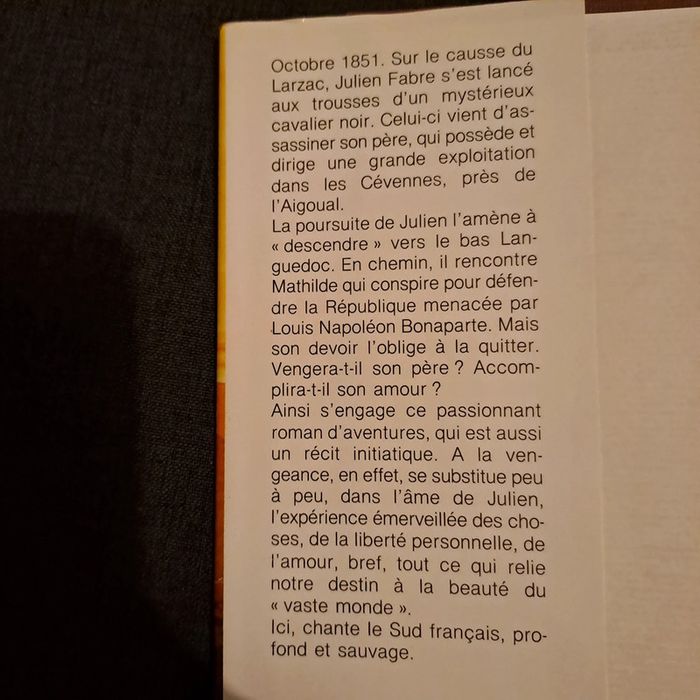 Octobre 1851. Sur le causse du
Larzac, Julien Fabre s'est lancé
aux trousses d'un mystérieux
cavalier noir. Celui-ci vient d'as-
sassiner son père, qui possède et
dirige une grande exploitation
dans les Cévennes, près de
l'Aigoual.
La poursuite de Julien l'amène à
« descendre » vers le bas Lan-
guedoc. En chemin, il rencontre
Mathilde qui conspire pour défen-
dre la République menacée par
Louis Napoléon Bonaparte. Mais
son devoir l'oblige à la quitter.
Vengera-t-il son père ? Accom-
plira-t-il son amour ?
Ainsi s'engage ce passionnant
roman d'aventures, qui est aussi
un récit initiatique. A la ven-
geance, en effet, se substitue peu
à peu, dans l'âme de Julien,
l'expérience émerveillée des cho-
ses, de la liberté personnelle, de
l'amour, bref, tout ce qui relie
notre destin à la beauté du
« vaste monde ».
Ici, chante le Sud français, pro-
fond et sauvage.